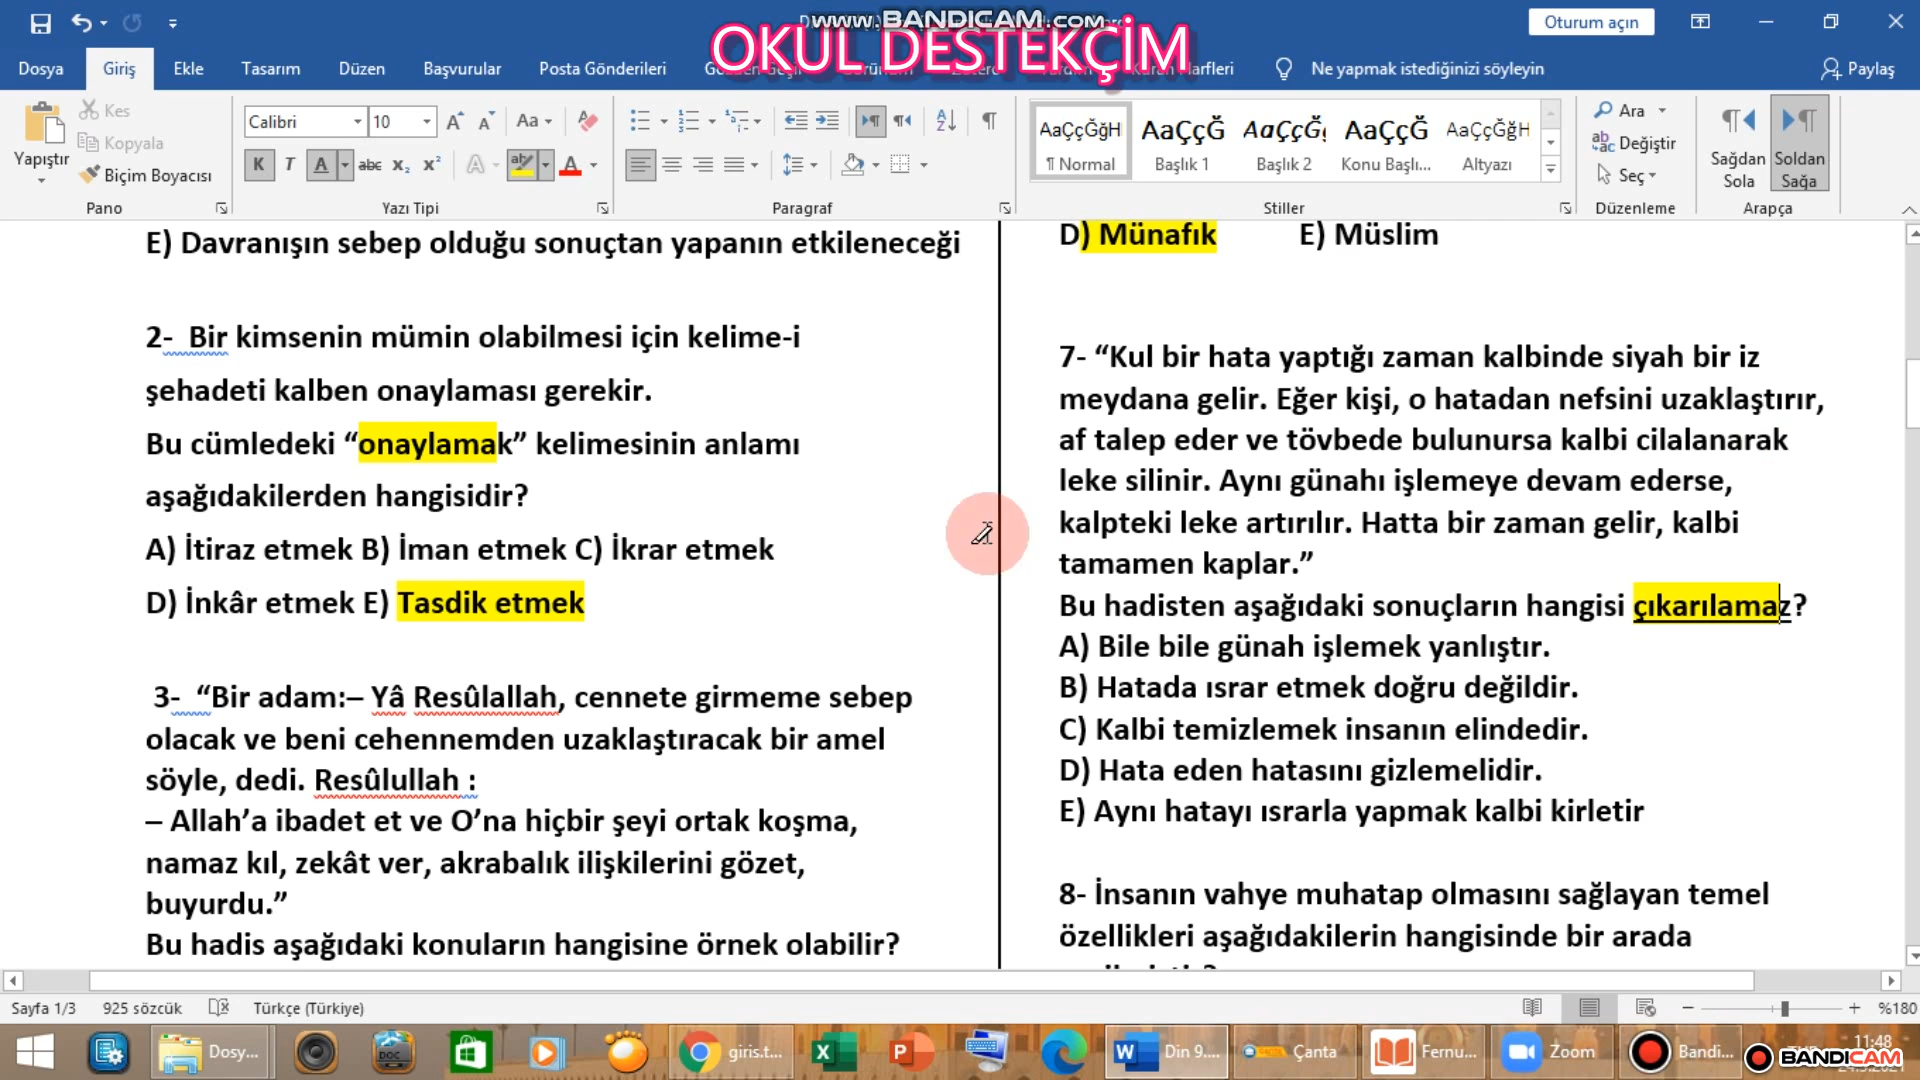 www.BANDICAM.COM
OKUL DESTEKÇİM
Oturum açın
Dosya Giriş Ekle Tasarım Düzen Başvurular Posta Gönderileri Ne yapmak istediğinizi söyleyin Paylaş
Yapıştır
Kes
Kopyala
Biçim Boyacısı
Pano
Calibri 10
Yazı Tipi
Paragraf
AaÇçĞğH AaÇçĞ AaÇçĞ AaÇçĞ AaÇçĞğH
¶ Normal Başlık 1 Başlık 2 Konu Başlı... Altyazı
Stiller
Ara
Değiştir
Seç
Düzenleme
Sağdan Sola
Soldan Sağa
Arapça
E) Davranışın sebep olduğu sonuçtan yapanın etkileneceği
2- Bir kimsenin mümin olabilmesi için kelime-i
şehadeti kalben onaylaması gerekir.
Bu cümledeki “onaylamak” kelimesinin anlamı
aşağıdakilerden hangisidir?
A) İtiraz etmek B) İman etmek C) İkrar etmek
D) İnkâr etmek E) Tasdik etmek
3- “Bir adam:– Yâ Resûlallah, cennete girmeme sebep
olacak ve beni cehennemden uzaklaştıracak bir amel
söyle, dedi. Resûlullah :
– Allah’a ibadet et ve O’na hiçbir şeyi ortak koşma,
namaz kıl, zekât ver, akrabalık ilişkilerini gözet,
buyurdu.”
Bu hadis aşağıdaki konuların hangisine örnek olabilir?
D) Münafık E) Müslim
7- “Kul bir hata yaptığı zaman kalbinde siyah bir iz
meydana gelir. Eğer kişi, o hatadan nefsini uzaklaştırır,
af talep eder ve tövbede bulunursa kalbi cilalanarak
leke silinir. Aynı günahı işlemeye devam ederse,
kalpteki leke artırılır. Hatta bir zaman gelir, kalbi
tamamen kaplar.”
Bu hadisten aşağıdaki sonuçların hangisi çıkarılamaz?
A) Bile bile günah işlemek yanlıştır.
B) Hatada ısrar etmek doğru değildir.
C) Kalbi temizlemek insanın elindedir.
D) Hata eden hatasını gizlemelidir.
E) Aynı hatayı ısrarla yapmak kalbi kirletir
8- İnsanın vahye muhatap olmasını sağlayan temel
özellikleri aşağıdakilerin hangisinde bir arada
Sayfa 1/3 925 sözcük Türkçe (Türkiye) %180
Dosy... giris.t... Din 9.... Çanta Fernu... Zoom Bandi... 11:48
BANDICAM